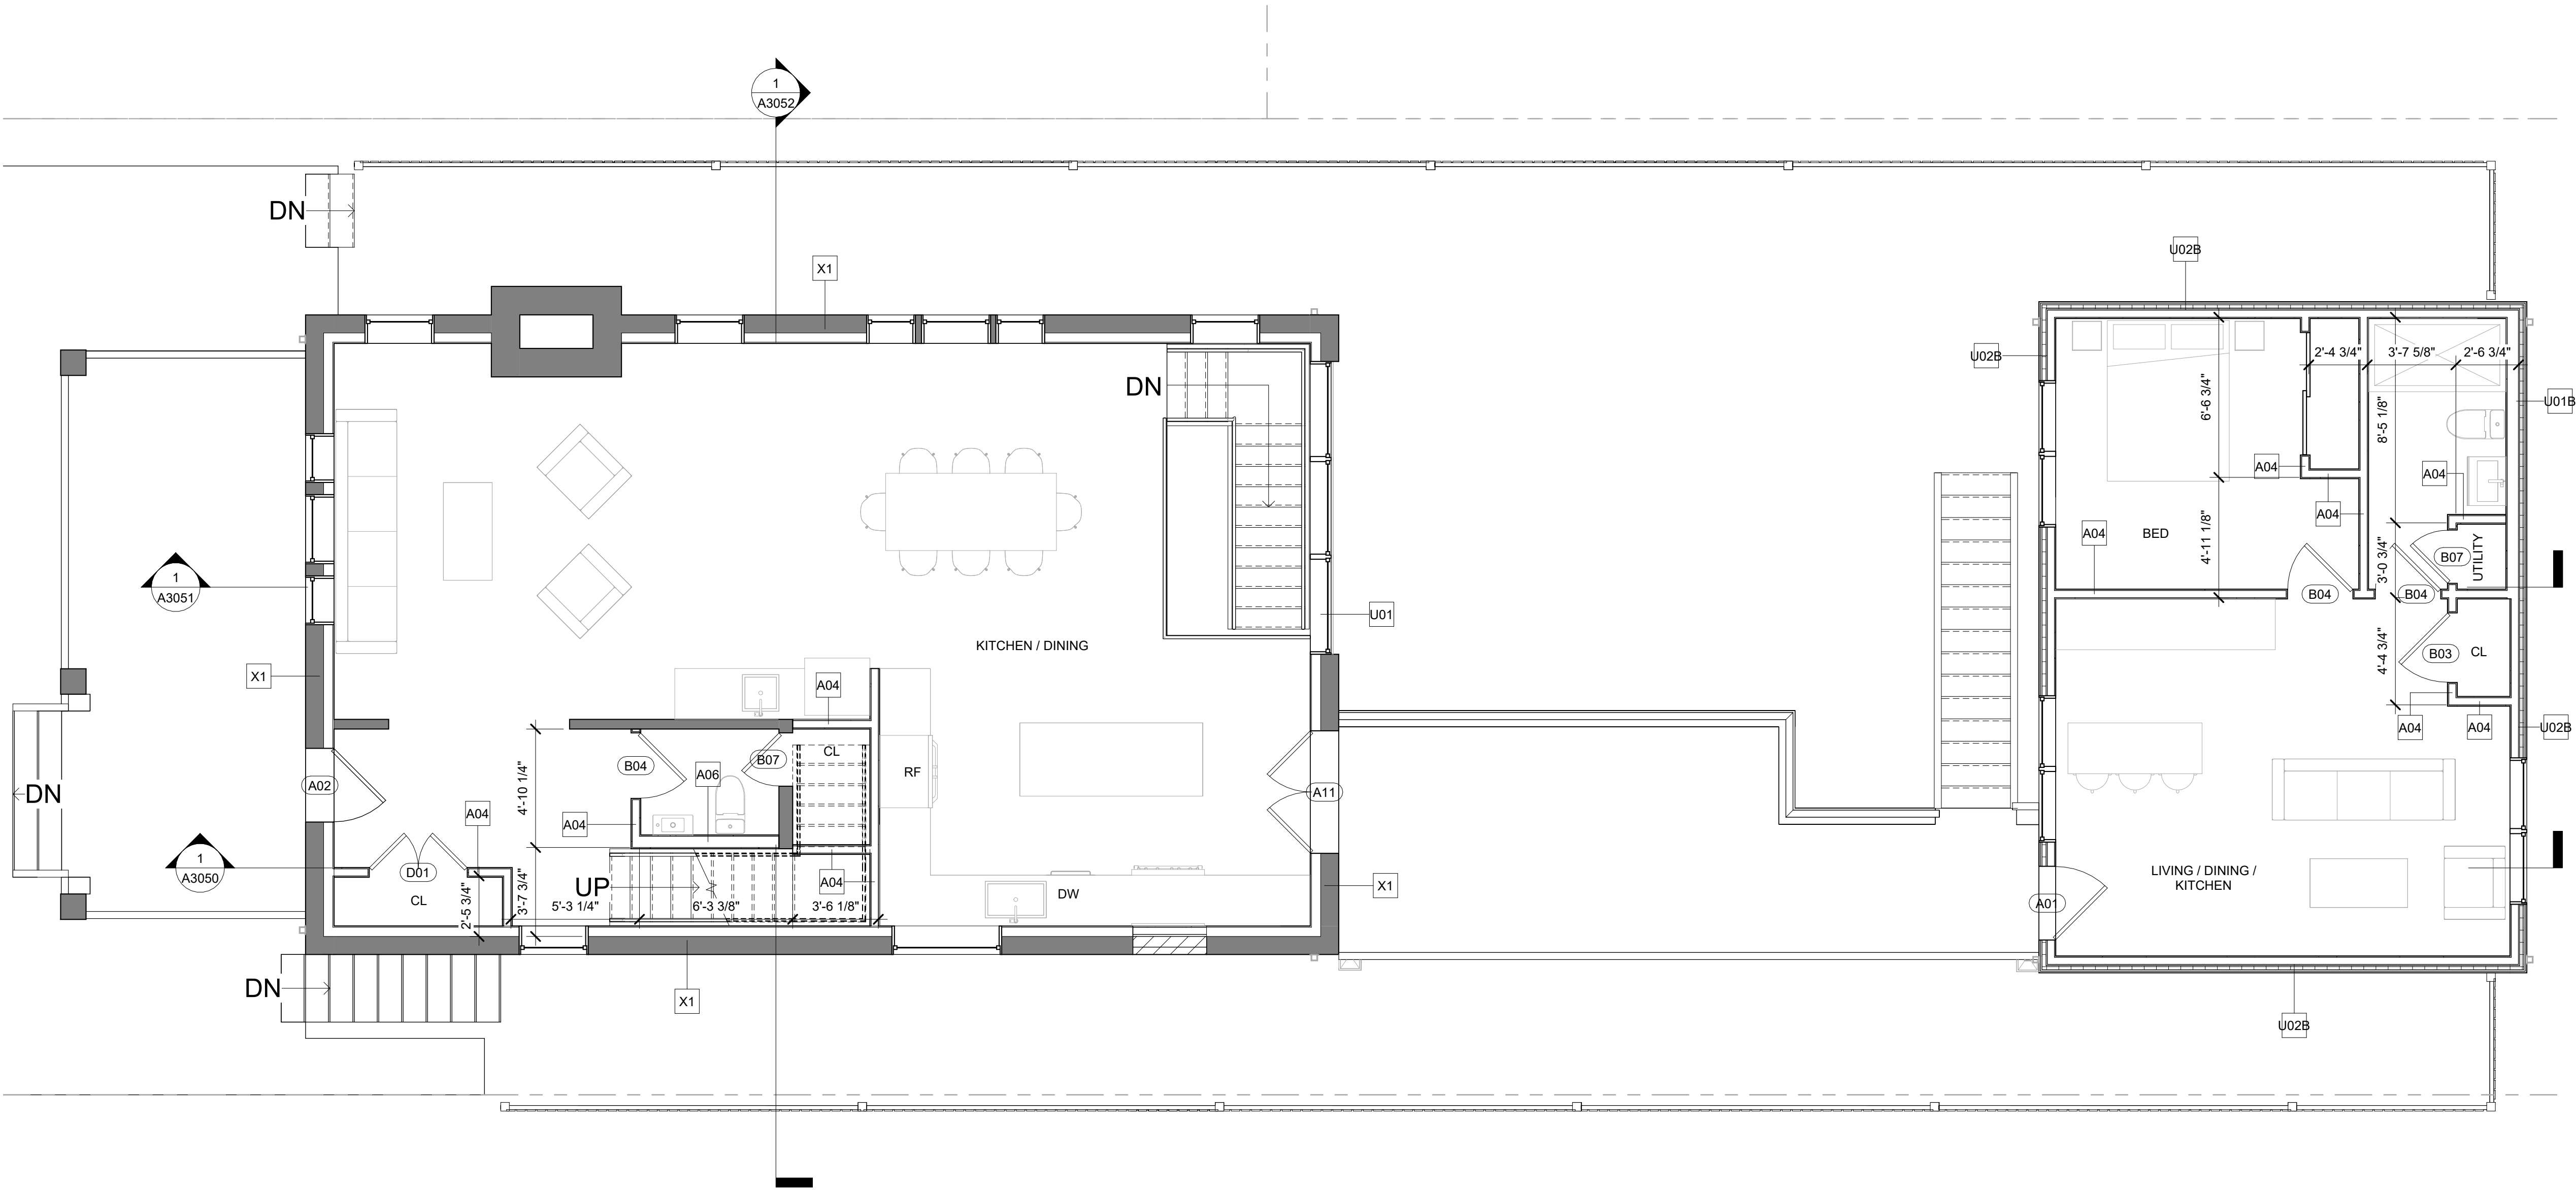 1
A3052
DN
X1
U02B
U02B
2'-4 3/4"
3'-7 5/8"
2'-6 3/4"
DN
6'-6 3/4"
8'-5 1/8"
U01B
A04
A04
A04
A04
BED
4'-11 1/8"
B07
UTILITY
3'-0 3/4"
1
A3051
B04
B04
U01
KITCHEN / DINING
X1
B03
CL
4'-4 3/4"
A04
A04
A04
U02B
CL
B04
B07
A06
RF
A02
DN
4'-10 1/4"
A11
A04
A04
1
A3050
D01
CL
2'-5 3/4"
3'-7 3/4"
UP
5'-3 1/4"
6'-3 3/8"
3'-6 1/8"
A04
DW
X1
LIVING / DINING /
KITCHEN
A01
DN
X1
U02B